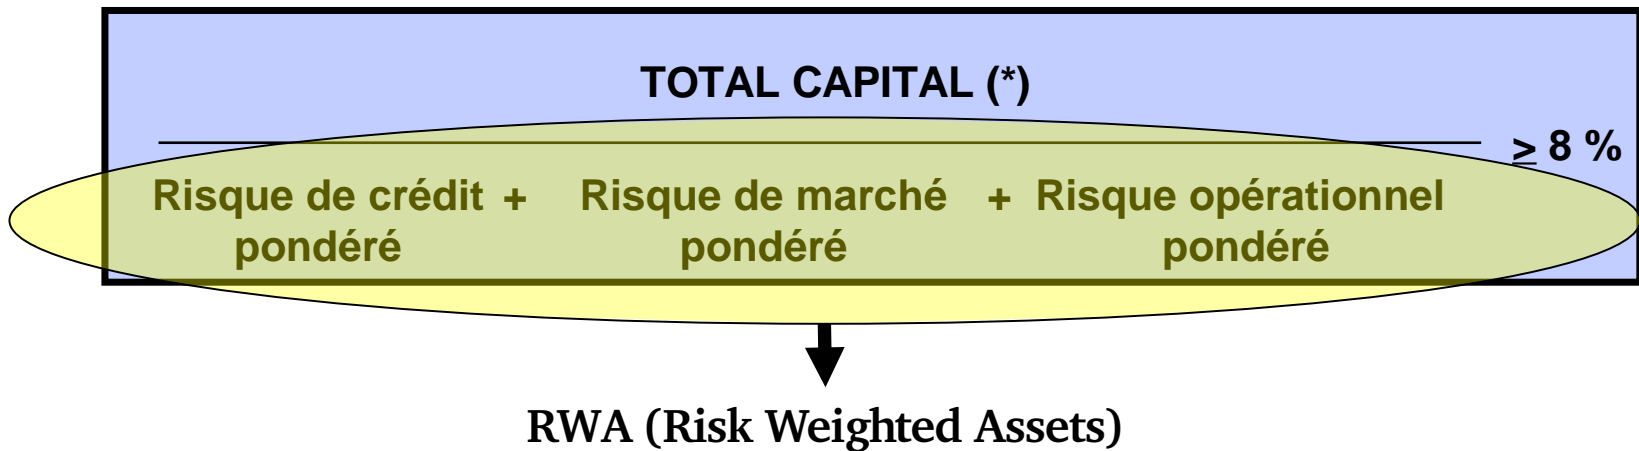 TOTAL CAPITAL (*)
≥ 8 %
Risque de crédit + Risque de marché + Risque opérationnel
pondéré pondéré pondéré
RWA (Risk Weighted Assets)